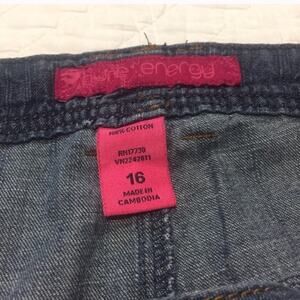 :energy
100% COTTON
RN17730
VN2242811
16
MADE IN
CAMBODIA